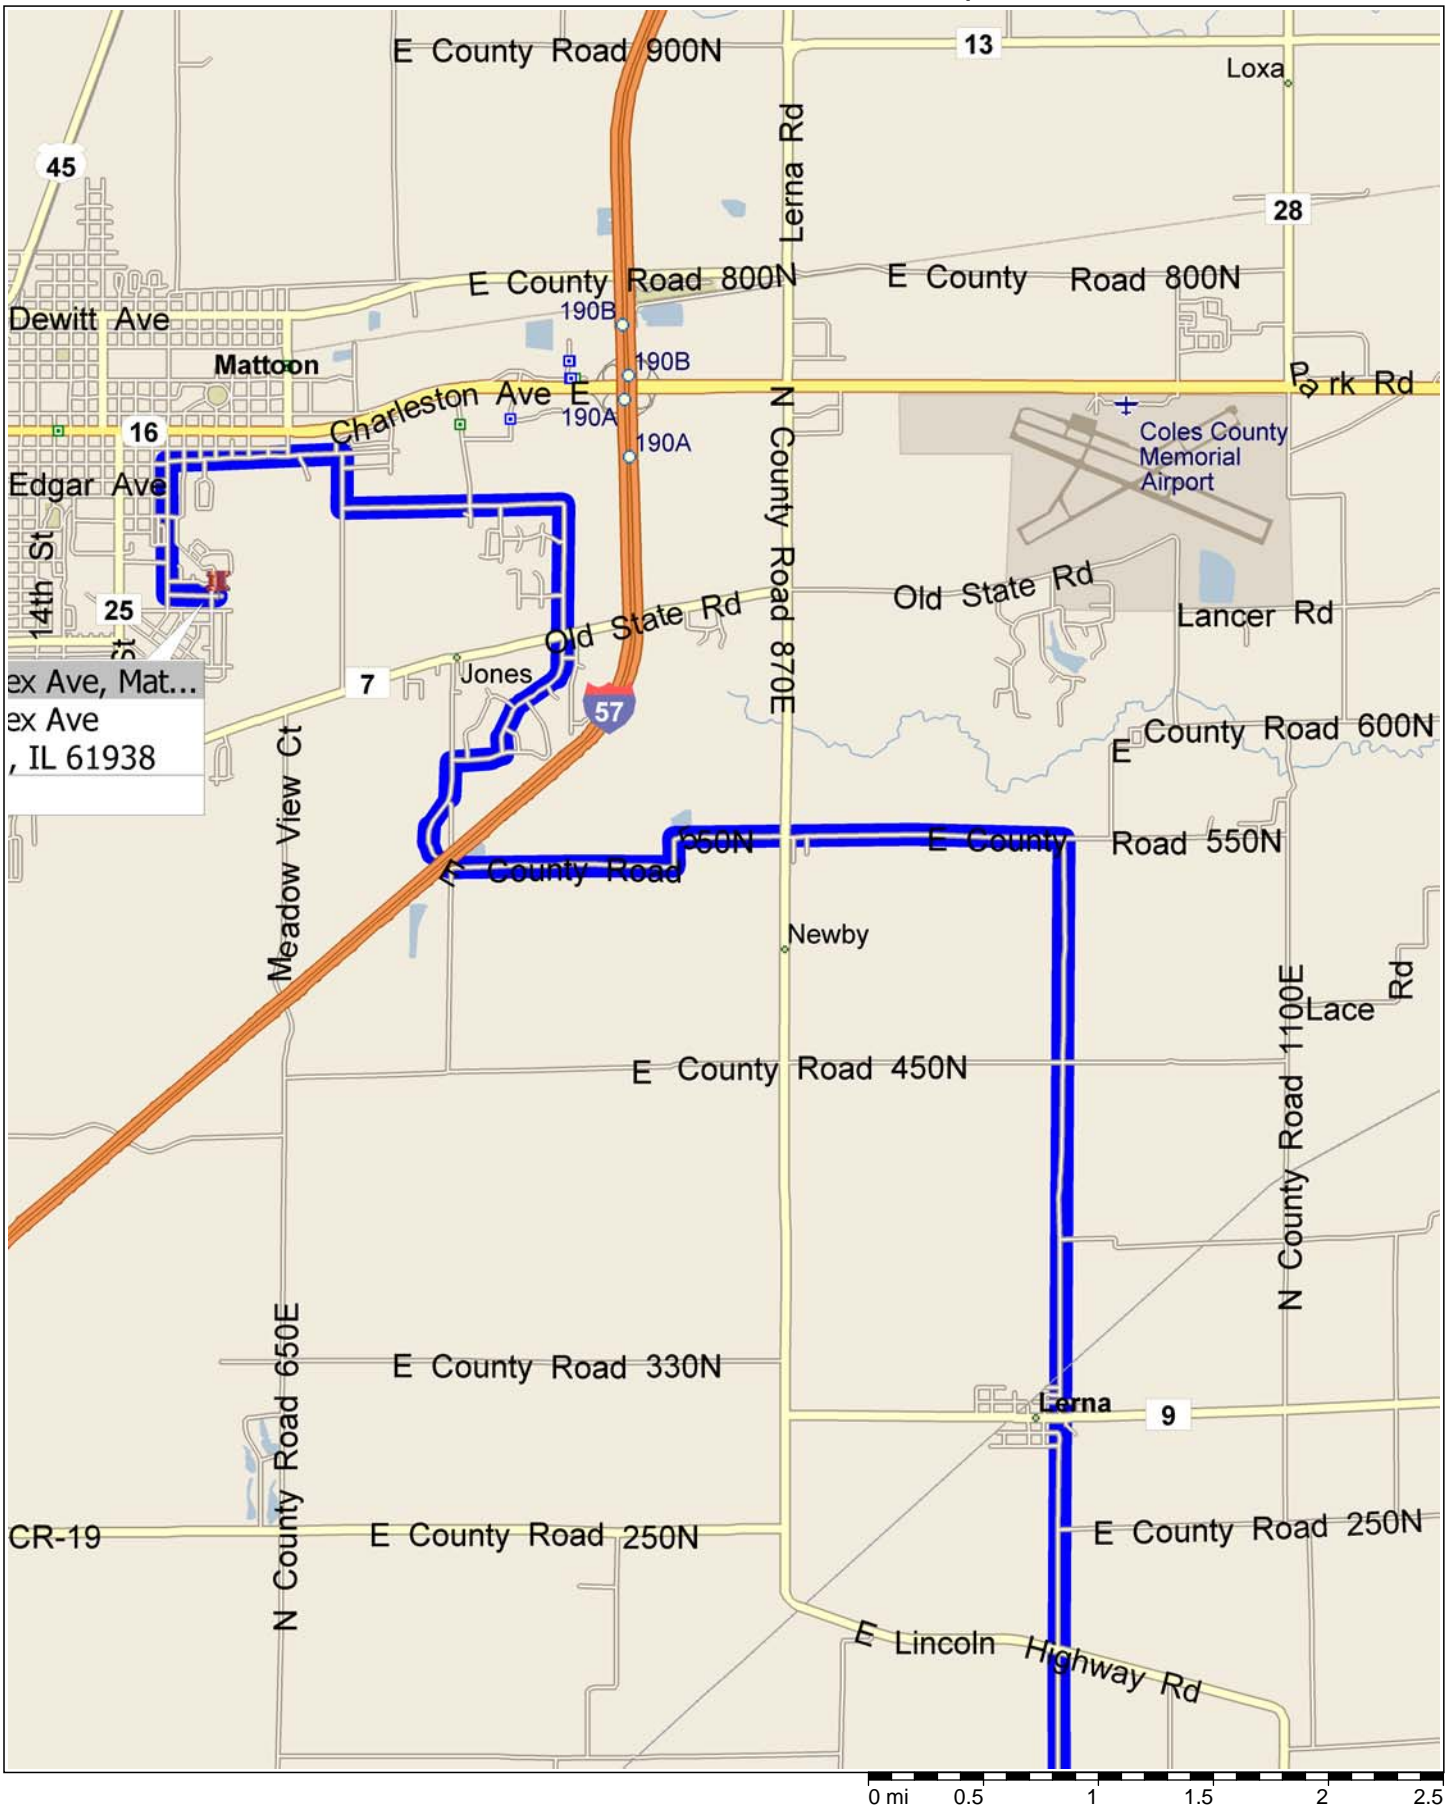 E County Road 900N
13
Loxa
Lerna Rd
45
28
E County Road 800N
E County Road 800N
Dewitt Ave
190B
Mattoon
190B
Park Rd
Charleston Ave E
190A
16
190A
Coles County
Memorial
Airport
Edgar Ave
N County Road 870E
14th St
Old State Rd
Old State Rd
25
Lancer Rd
St
Jones
7
ex Ave, Mat...
ex Ave
, IL 61938
57
E County Road 600N
Meadow View Ct
E County Road 550N
E County Road 550N
Newby
Lace Rd
N County Road 1100E
E County Road 450N
N County Road 650E
E County Road 330N
Lerna
9
CR-19
E County Road 250N
E County Road 250N
E Lincoln Highway Rd
0 mi 0.5 1 1.5 2 2.5